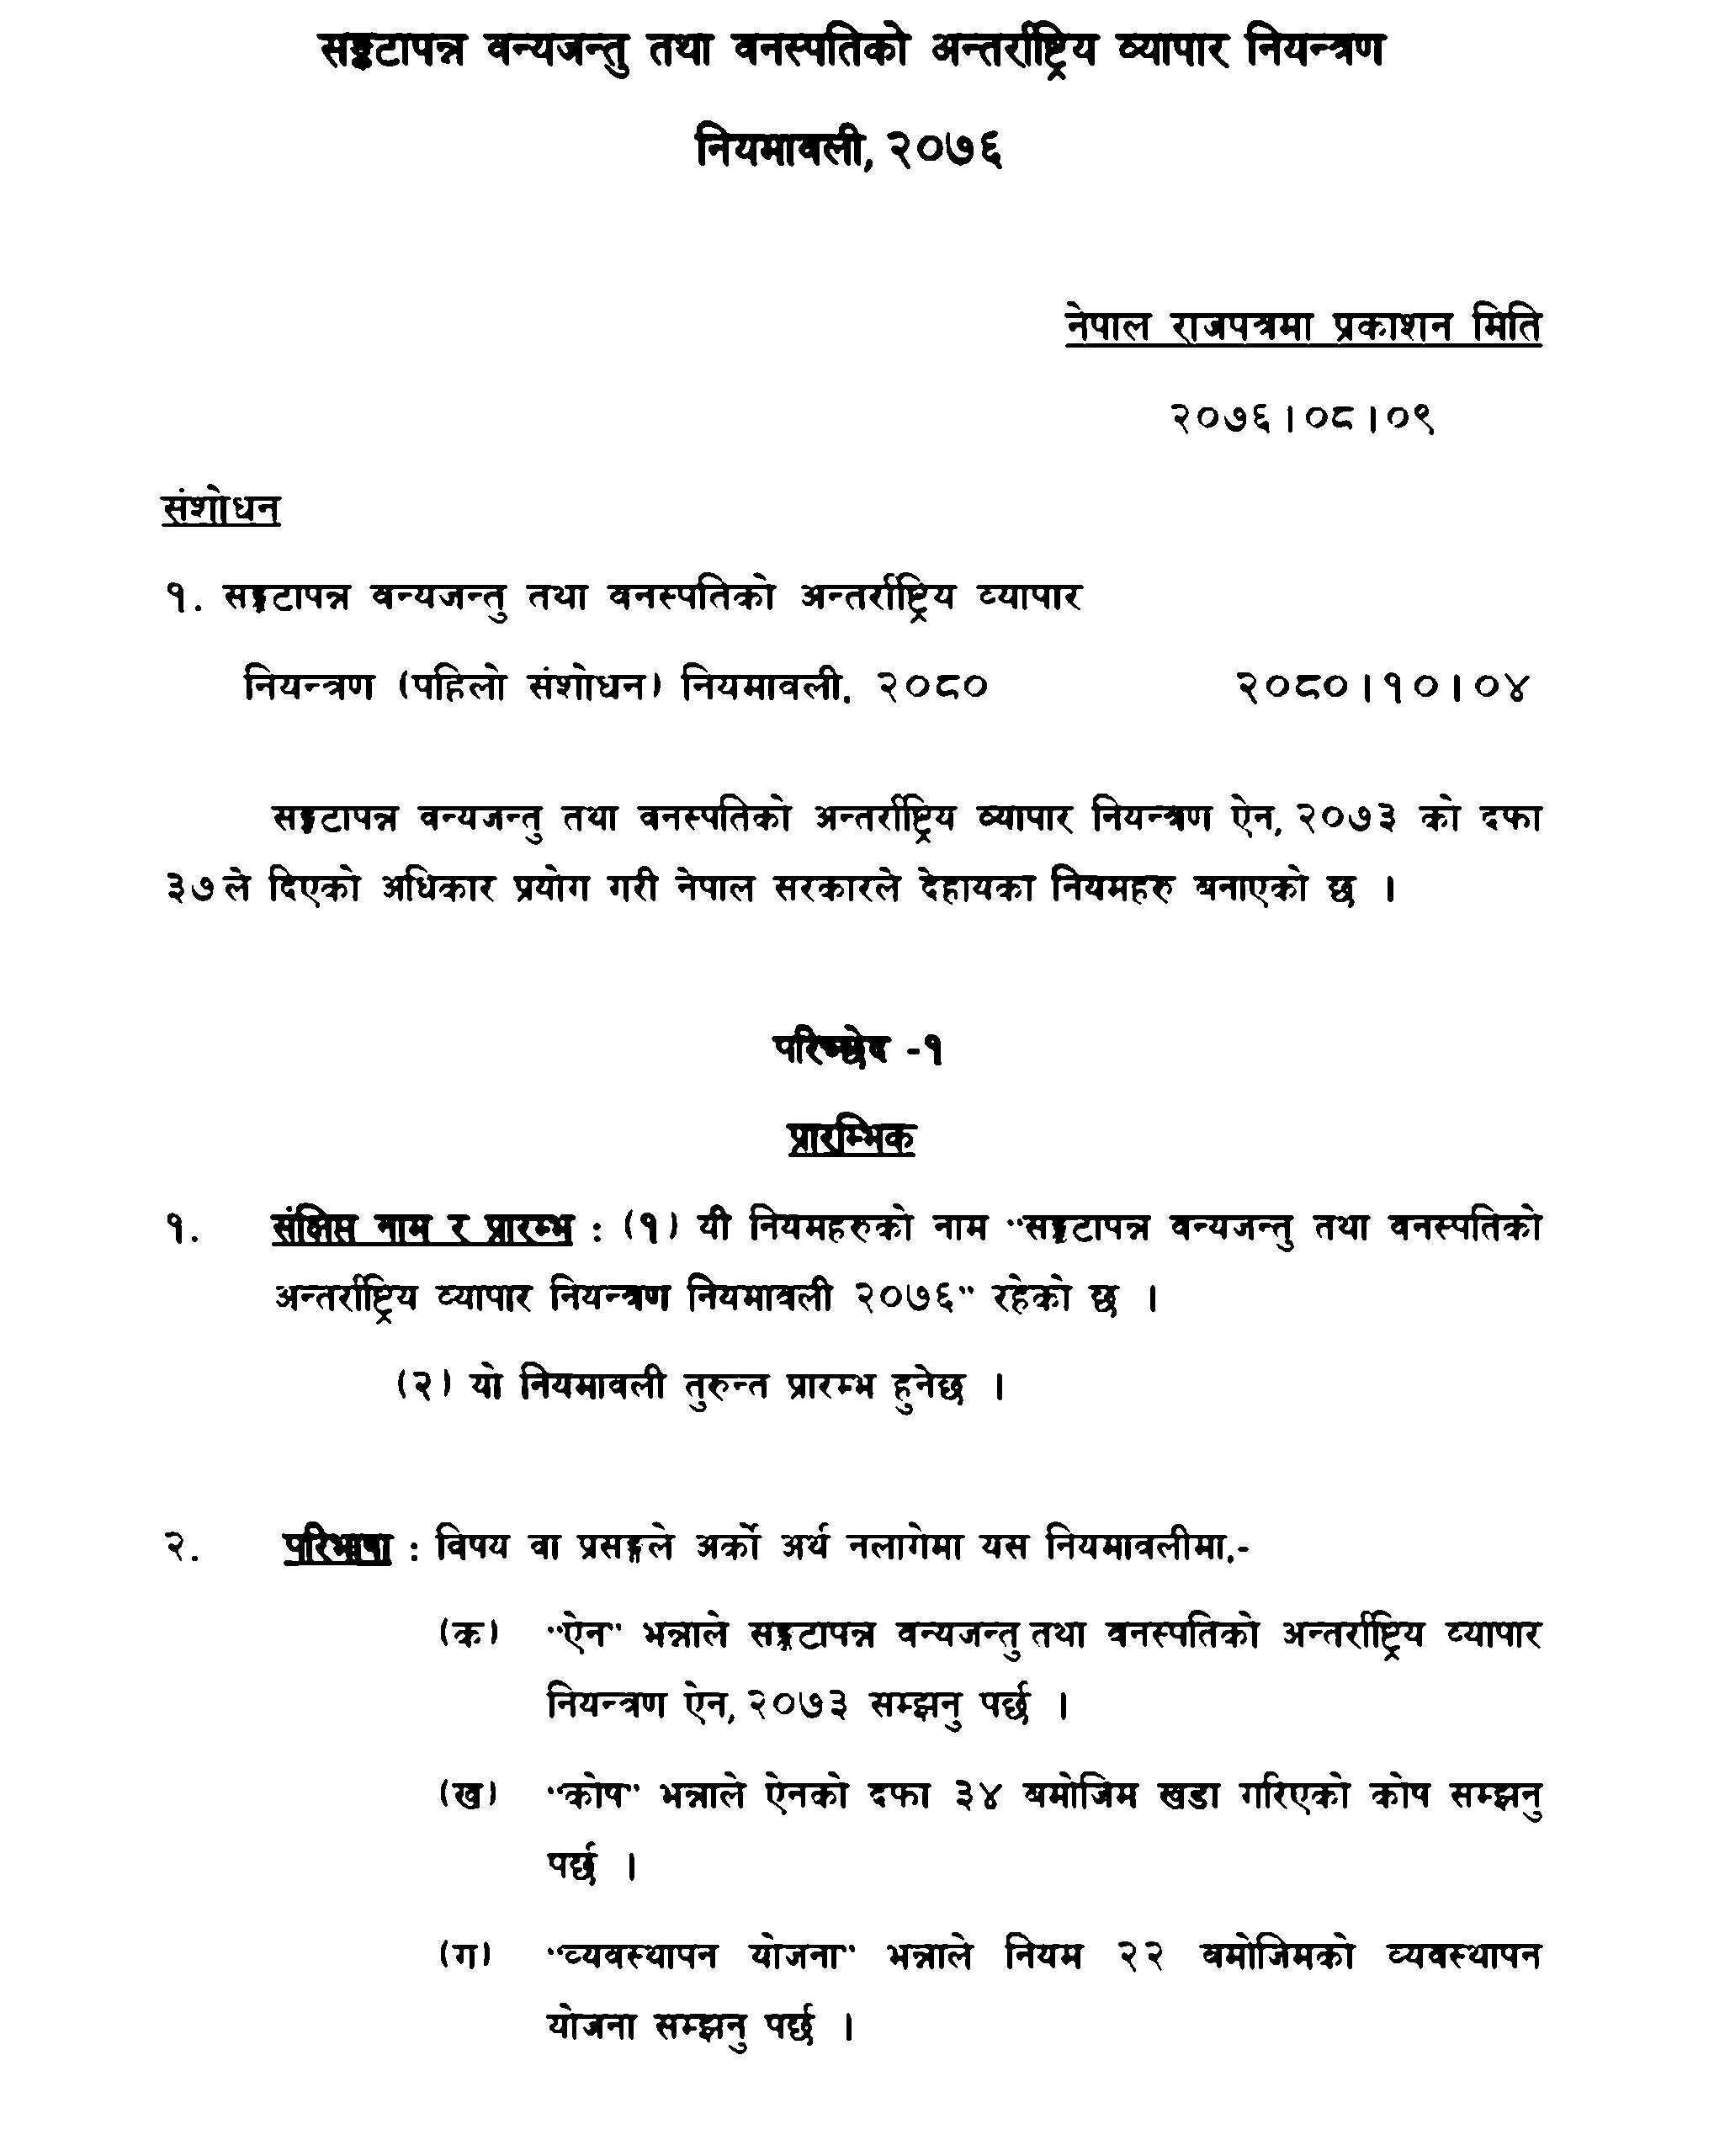 सङ्कटापन्न वन्यजन्तु तथा वनस्पतिको अन्तर्राष्ट्रिय व्यापार नियन्त्रण
नियमावली, २०७६
नेपाल राजपत्रमा प्रकाशन मिति
२०७६।०८।०९
संशोधन
१. सङ्कटापन्न वन्यजन्तु तथा वनस्पतिको अन्तर्राष्ट्रिय व्यापार
नियन्त्रण (पहिलो संशोधन) नियमावली, २०८० २०८०।१०।०४
सङ्कटापन्न वन्यजन्तु तथा वनस्पतिको अन्तर्राष्ट्रिय व्यापार नियन्त्रण ऐन, २०७३ को दफा
३७ले दिएको अधिकार प्रयोग गरी नेपाल सरकारले देहायका नियमहरु बनाएको छ ।
परिच्छेद -१
प्रारम्भिक
१. संक्षिप्त नाम र प्रारम्भ : (१) यी नियमहरुको नाम "सङ्कटापन्न वन्यजन्तु तथा वनस्पतिको
अन्तर्राष्ट्रिय व्यापार नियन्त्रण नियमावली २०७६" रहेको छ ।
(२) यो नियमावली तुरुन्त प्रारम्भ हुनेछ ।
२. परिभाषा : विषय वा प्रसङ्गले अर्को अर्थ नलागेमा यस नियमावलीमा,-
(क) "ऐन" भन्नाले सङ्कटापन्न वन्यजन्तु तथा वनस्पतिको अन्तर्राष्ट्रिय व्यापार
नियन्त्रण ऐन, २०७३ सम्झनु पर्छ ।
(ख) "कोष" भन्नाले ऐनको दफा ३४ बमोजिम खडा गरिएको कोष सम्झनु
पर्छ ।
(ग) "व्यवस्थापन योजना" भन्नाले नियम २२ बमोजिमको व्यवस्थापन
योजना सम्झनु पर्छ ।